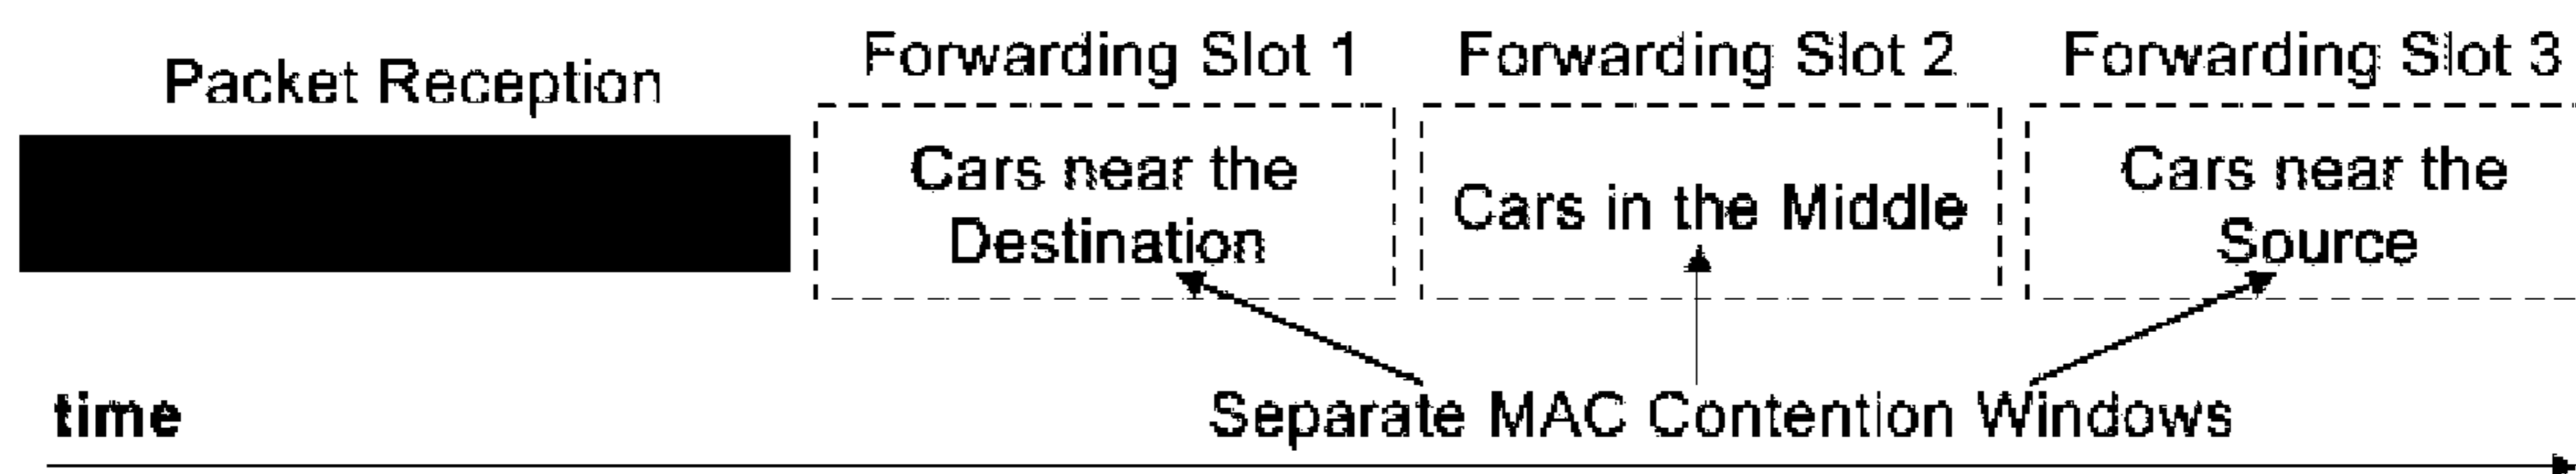 Packet Reception
Forwarding Slot 1
Forwarding Slot 2
Forwarding Slot 3
Cars near the
Destination
Cars in the Middle
Cars near the
Source
Separate MAC Contention Windows
time